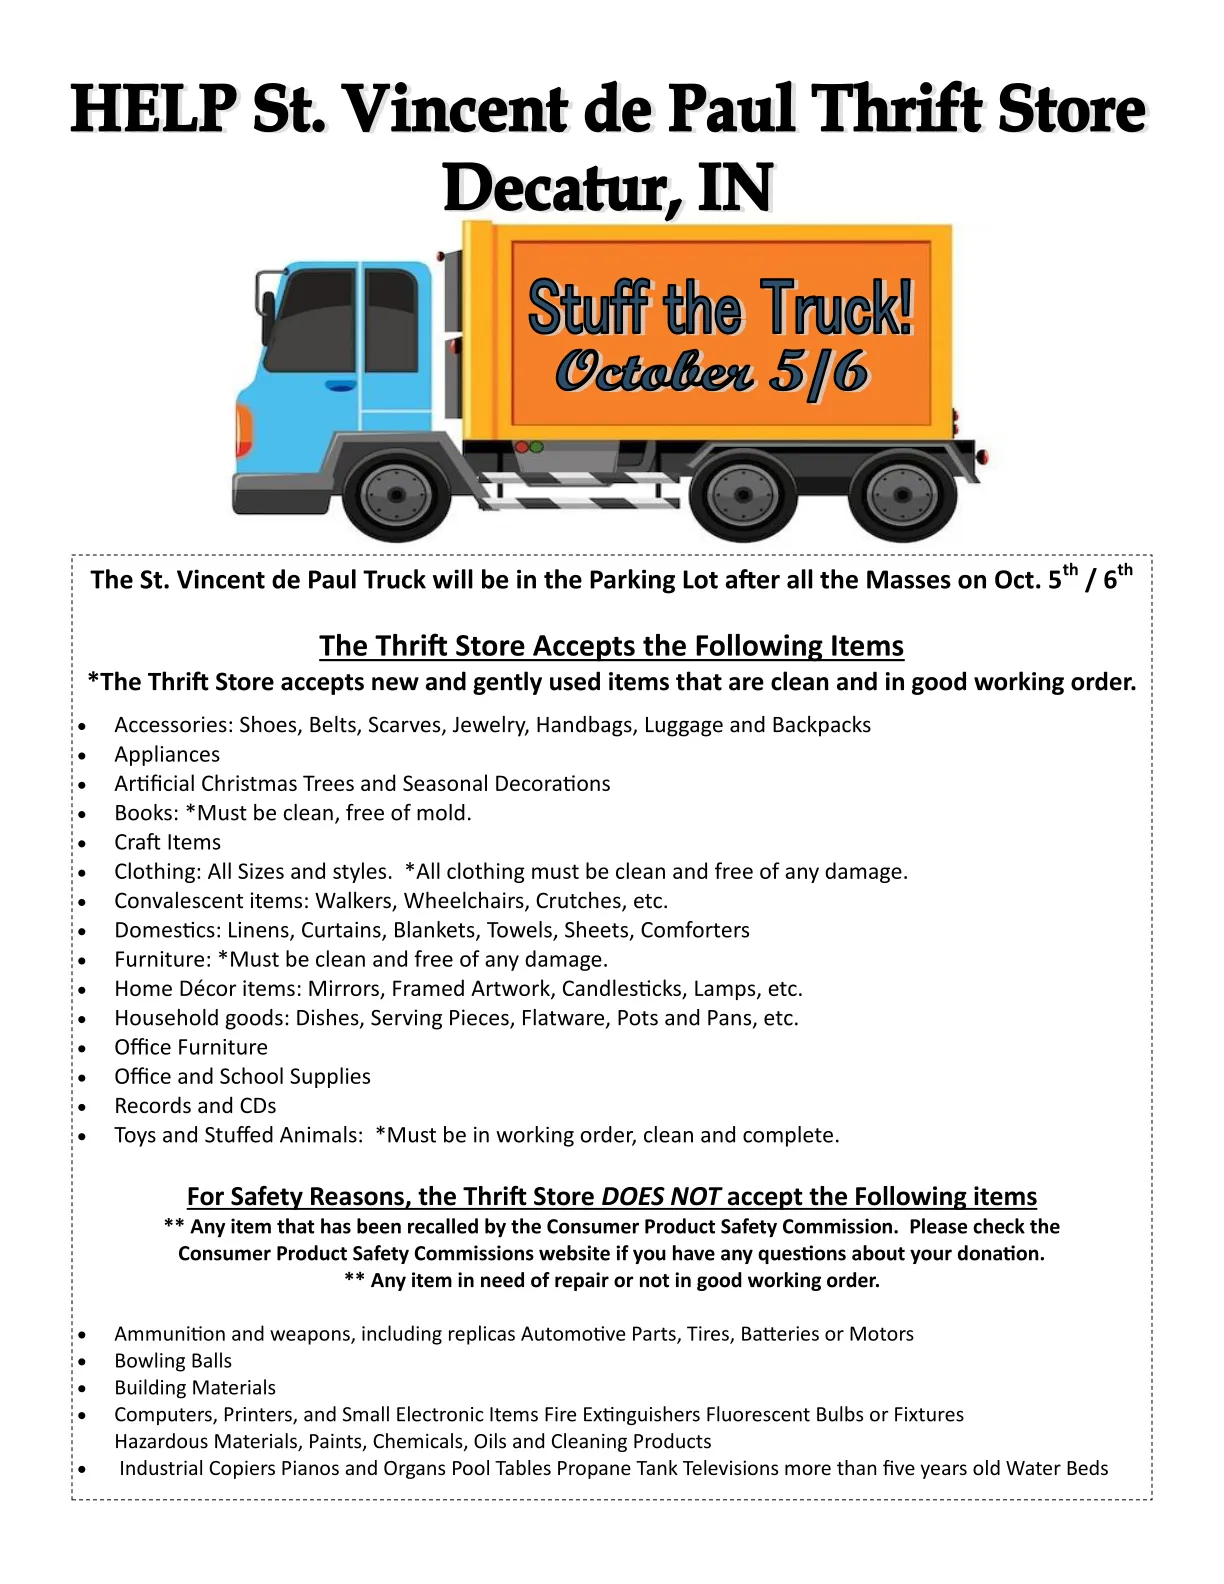 HELP St. Vincent de Paul Thrift Store
Decatur, IN
Stuff the Truck!
October 5/6
The St. Vincent de Paul Truck will be in the Parking Lot after all the Masses on Oct. 5th / 6th
The Thrift Store Accepts the Following Items
*The Thrift Store accepts new and gently used items that are clean and in good working order.
• Accessories: Shoes, Belts, Scarves, Jewelry, Handbags, Luggage and Backpacks
• Appliances
• Artificial Christmas Trees and Seasonal Decorations
• Books: *Must be clean, free of mold.
• Craft Items
• Clothing: All Sizes and styles.  *All clothing must be clean and free of any damage.
• Convalescent items: Walkers, Wheelchairs, Crutches, etc.
• Domestics: Linens, Curtains, Blankets, Towels, Sheets, Comforters
• Furniture: *Must be clean and free of any damage.
• Home Décor items: Mirrors, Framed Artwork, Candlesticks, Lamps, etc.
• Household goods: Dishes, Serving Pieces, Flatware, Pots and Pans, etc.
• Office Furniture
• Office and School Supplies
• Records and CDs
• Toys and Stuffed Animals:  *Must be in working order, clean and complete.
For Safety Reasons, the Thrift Store DOES NOT accept the Following items
** Any item that has been recalled by the Consumer Product Safety Commission.  Please check the
Consumer Product Safety Commissions website if you have any questions about your donation.
** Any item in need of repair or not in good working order.
• Ammunition and weapons, including replicas Automotive Parts, Tires, Batteries or Motors
• Bowling Balls
• Building Materials
• Computers, Printers, and Small Electronic Items Fire Extinguishers Fluorescent Bulbs or Fixtures
Hazardous Materials, Paints, Chemicals, Oils and Cleaning Products
• Industrial Copiers Pianos and Organs Pool Tables Propane Tank Televisions more than five years old Water Beds